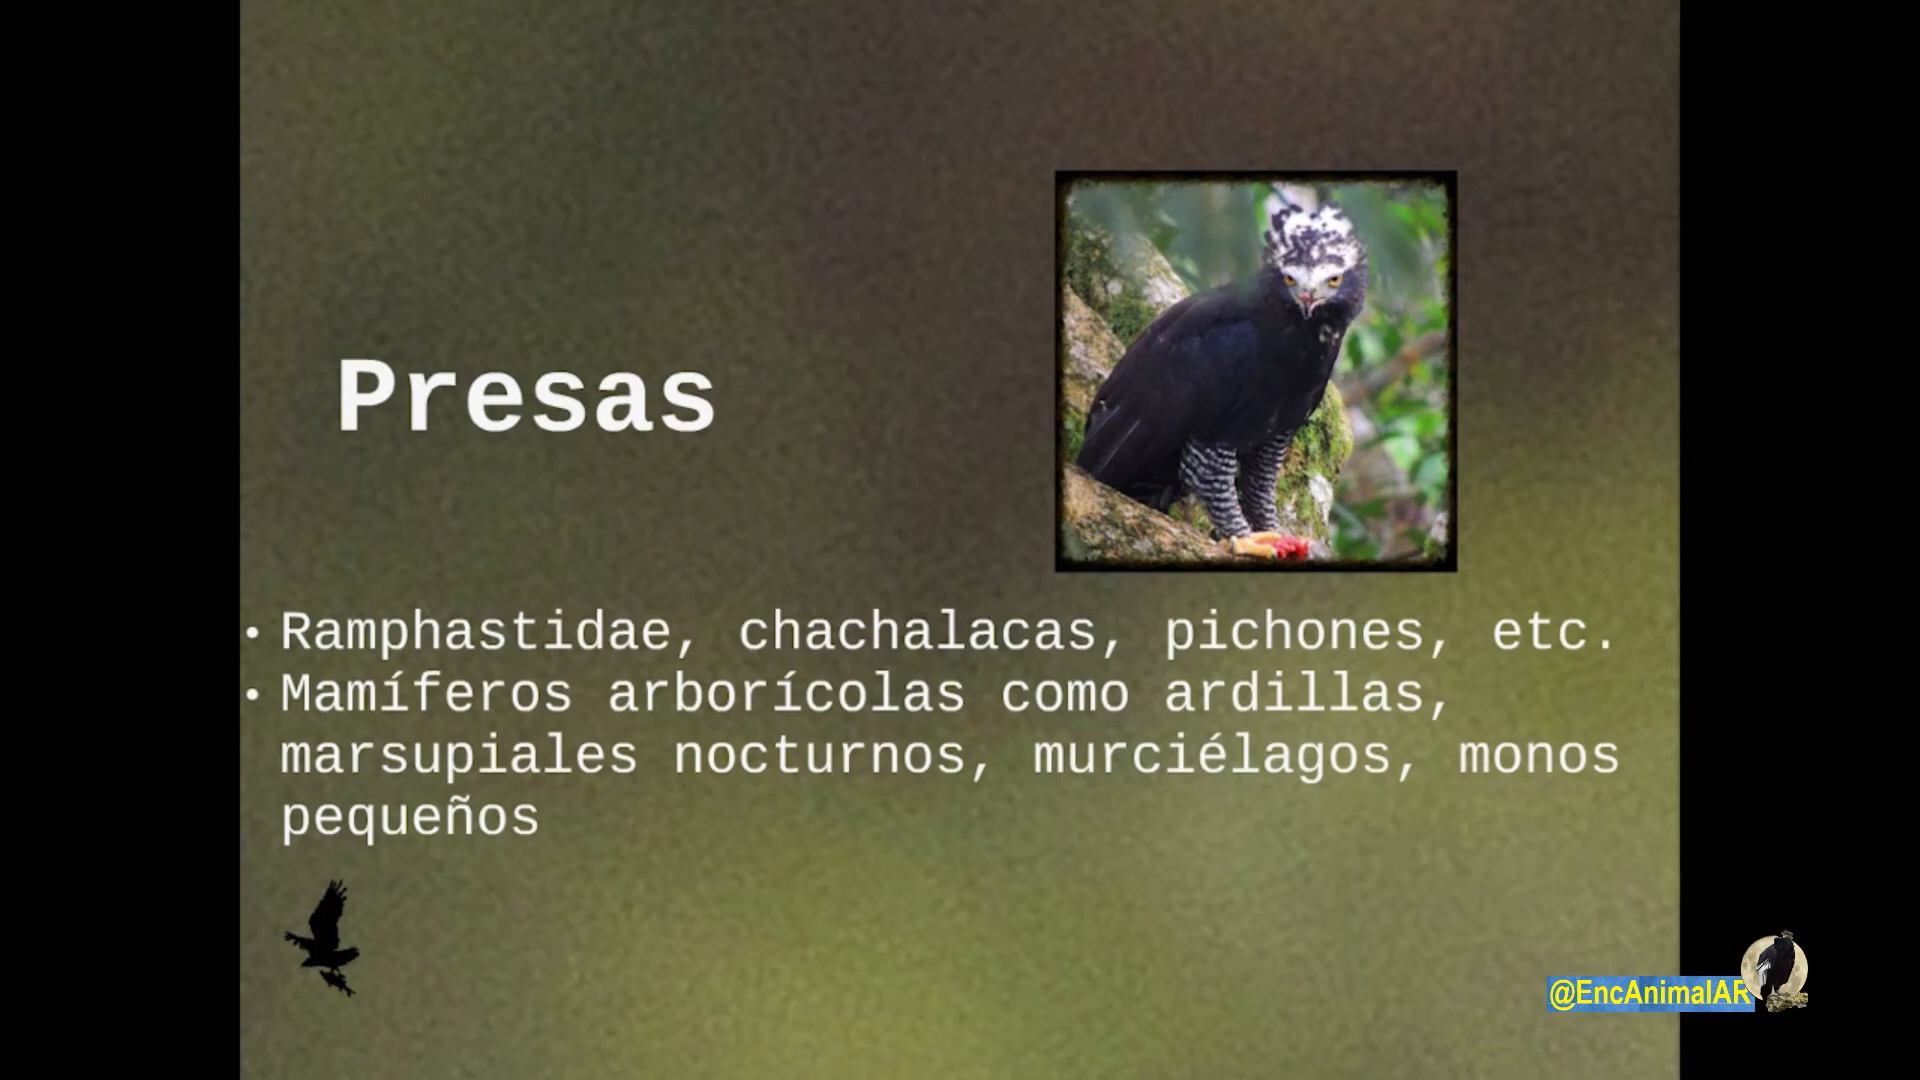 Presas
• Ramphastidae, chachalacas, pichones, etc.
• Mamíferos arborícolas como ardillas,
marsupiales nocturnos, murciélagos, monos
pequeños
@EncAnimalAR